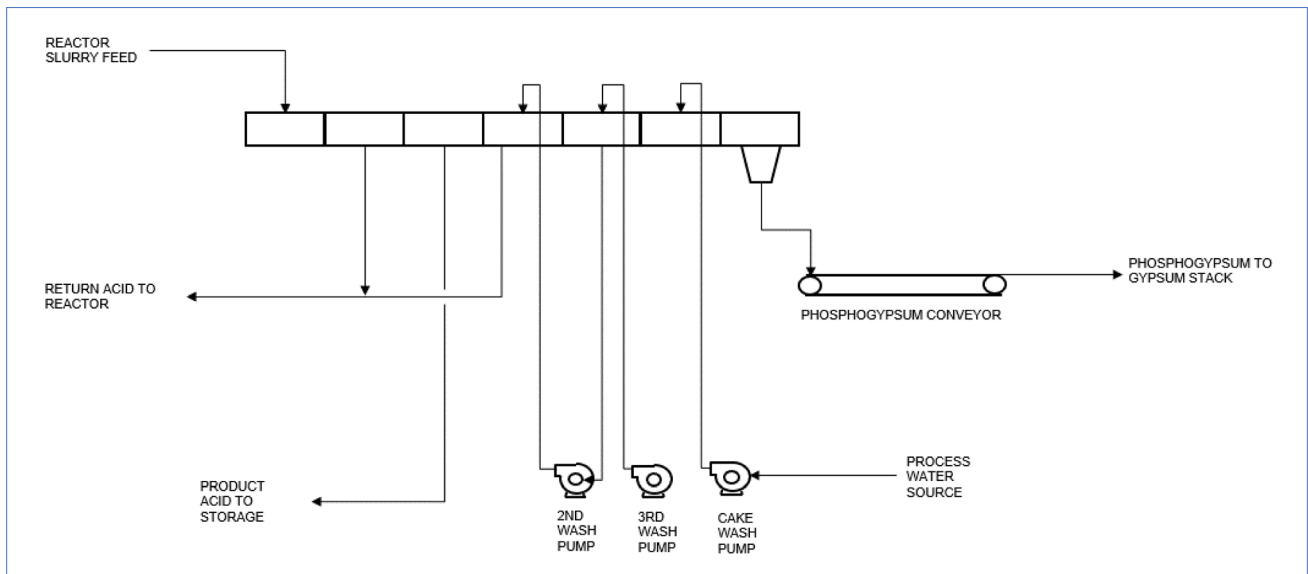 REACTOR
SLURRY FEED
RETURN ACID TO
REACTOR
PHOSPHOGYPSUM TO
GYPSUM STACK
PHOSPHOGYPSUM CONVEYOR
PRODUCT
ACID TO
STORAGE
2ND
WASH
PUMP
3RD
WASH
PUMP
CAKE
WASH
PUMP
PROCESS
WATER
SOURCE